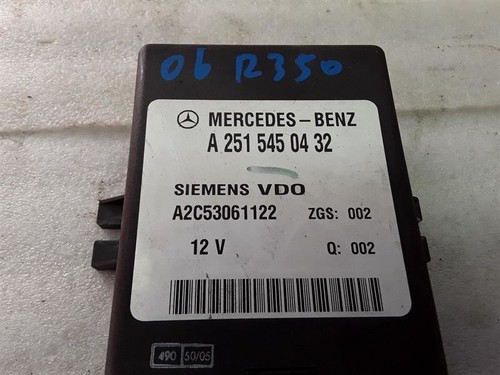 06 R350
MERCEDES-BENZ
A 251 545 04 32
SIEMENS VDO
A2C53061122 ZGS: 002
12 V Q: 002
490 50/05